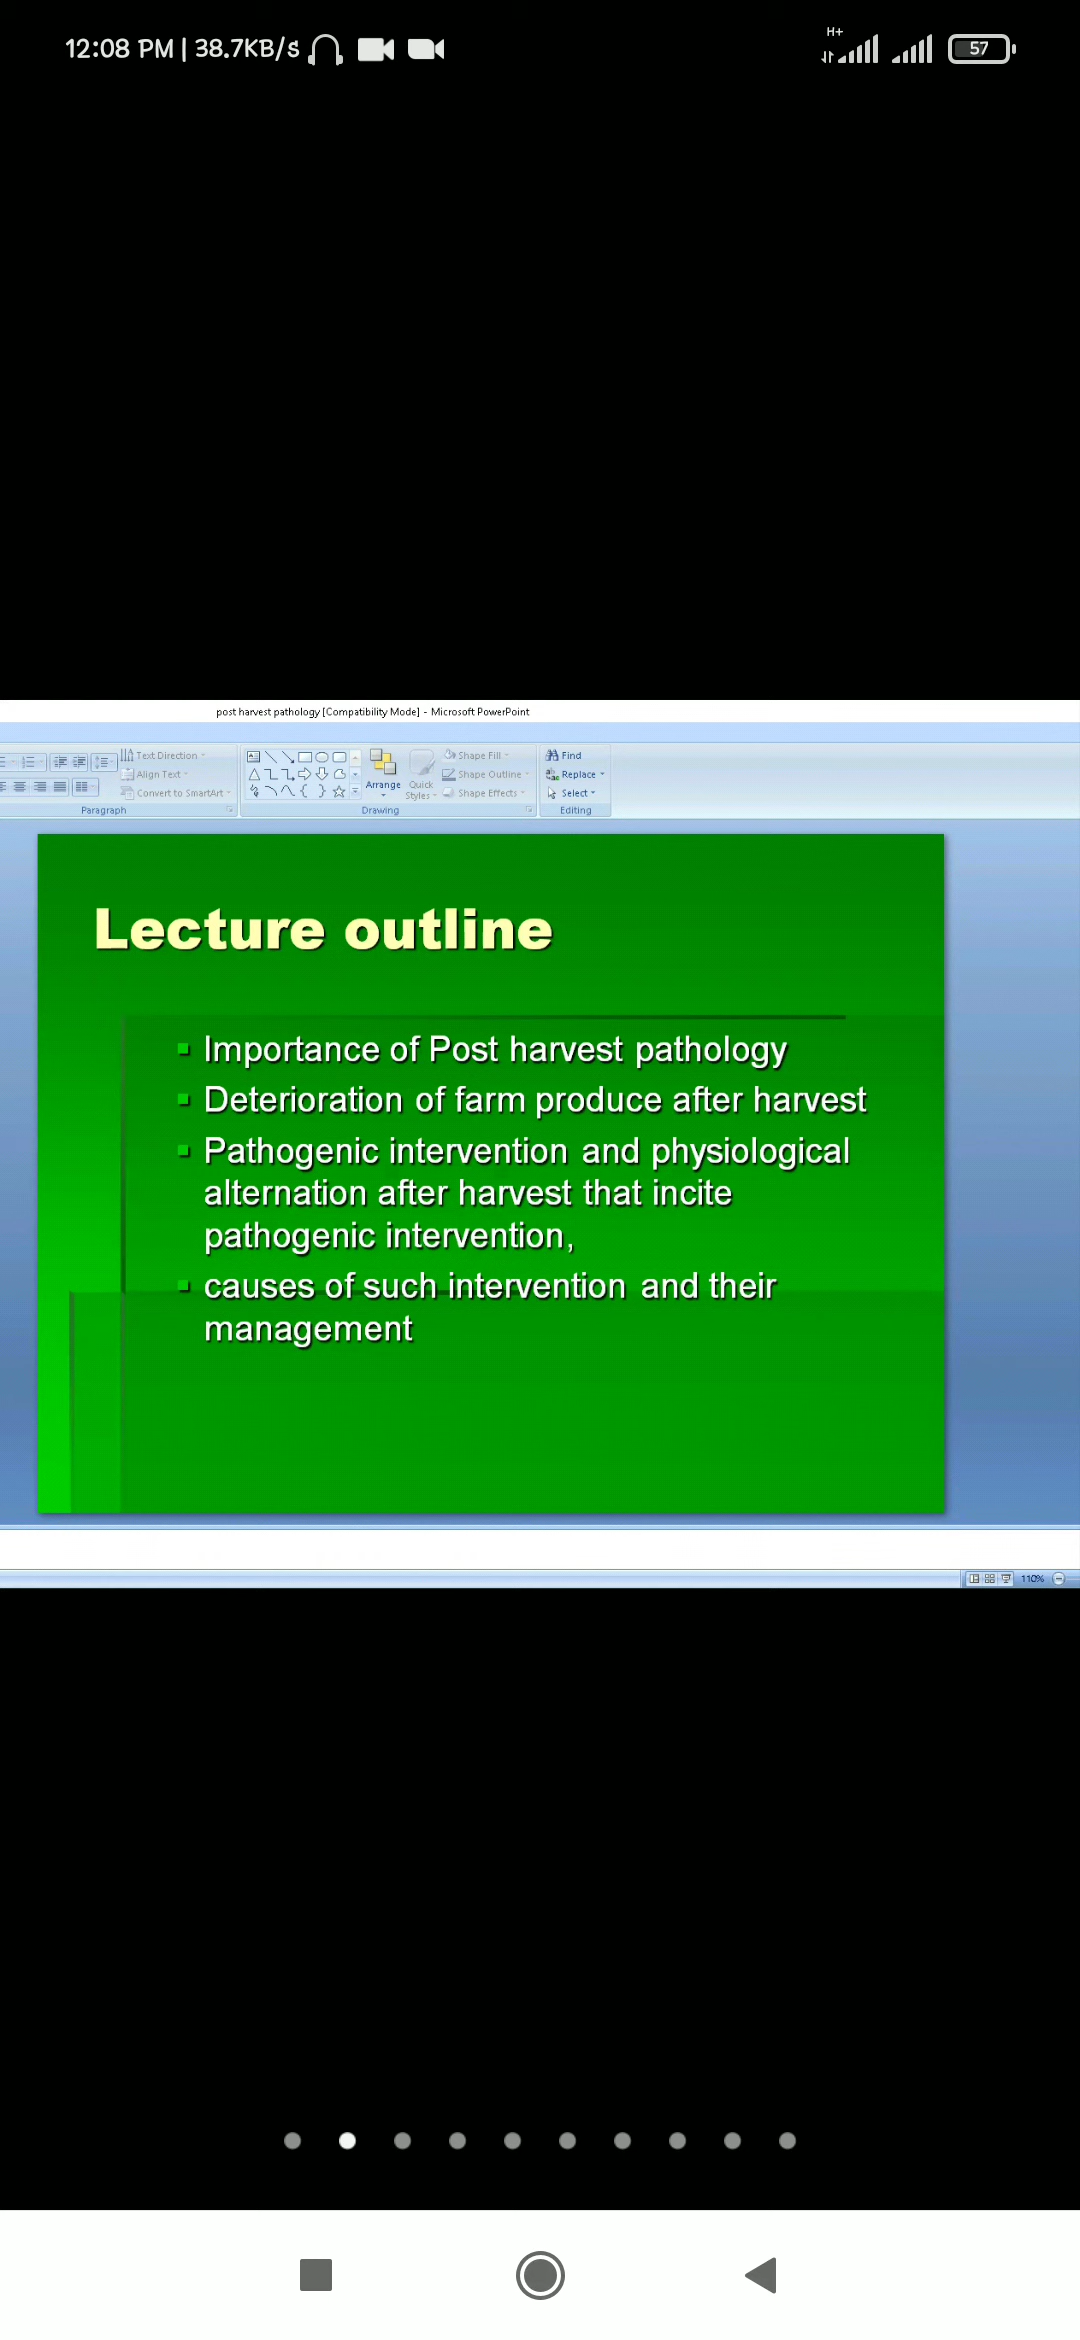 12:08 PM | 38.7KB/s
H+
57
post harvest pathology [Compatibility Mode] - Microsoft PowerPoint
Text Direction
Align Text
Convert to SmartArt
Paragraph
Arrange
Quick Styles
Shape Fill
Shape Outline
Shape Effects
Drawing
Find
Replace
Select
Editing
Lecture outline
Importance of Post harvest pathology
Deterioration of farm produce after harvest
Pathogenic intervention and physiological
alternation after harvest that incite
pathogenic intervention,
causes of such intervention and their
management
110%